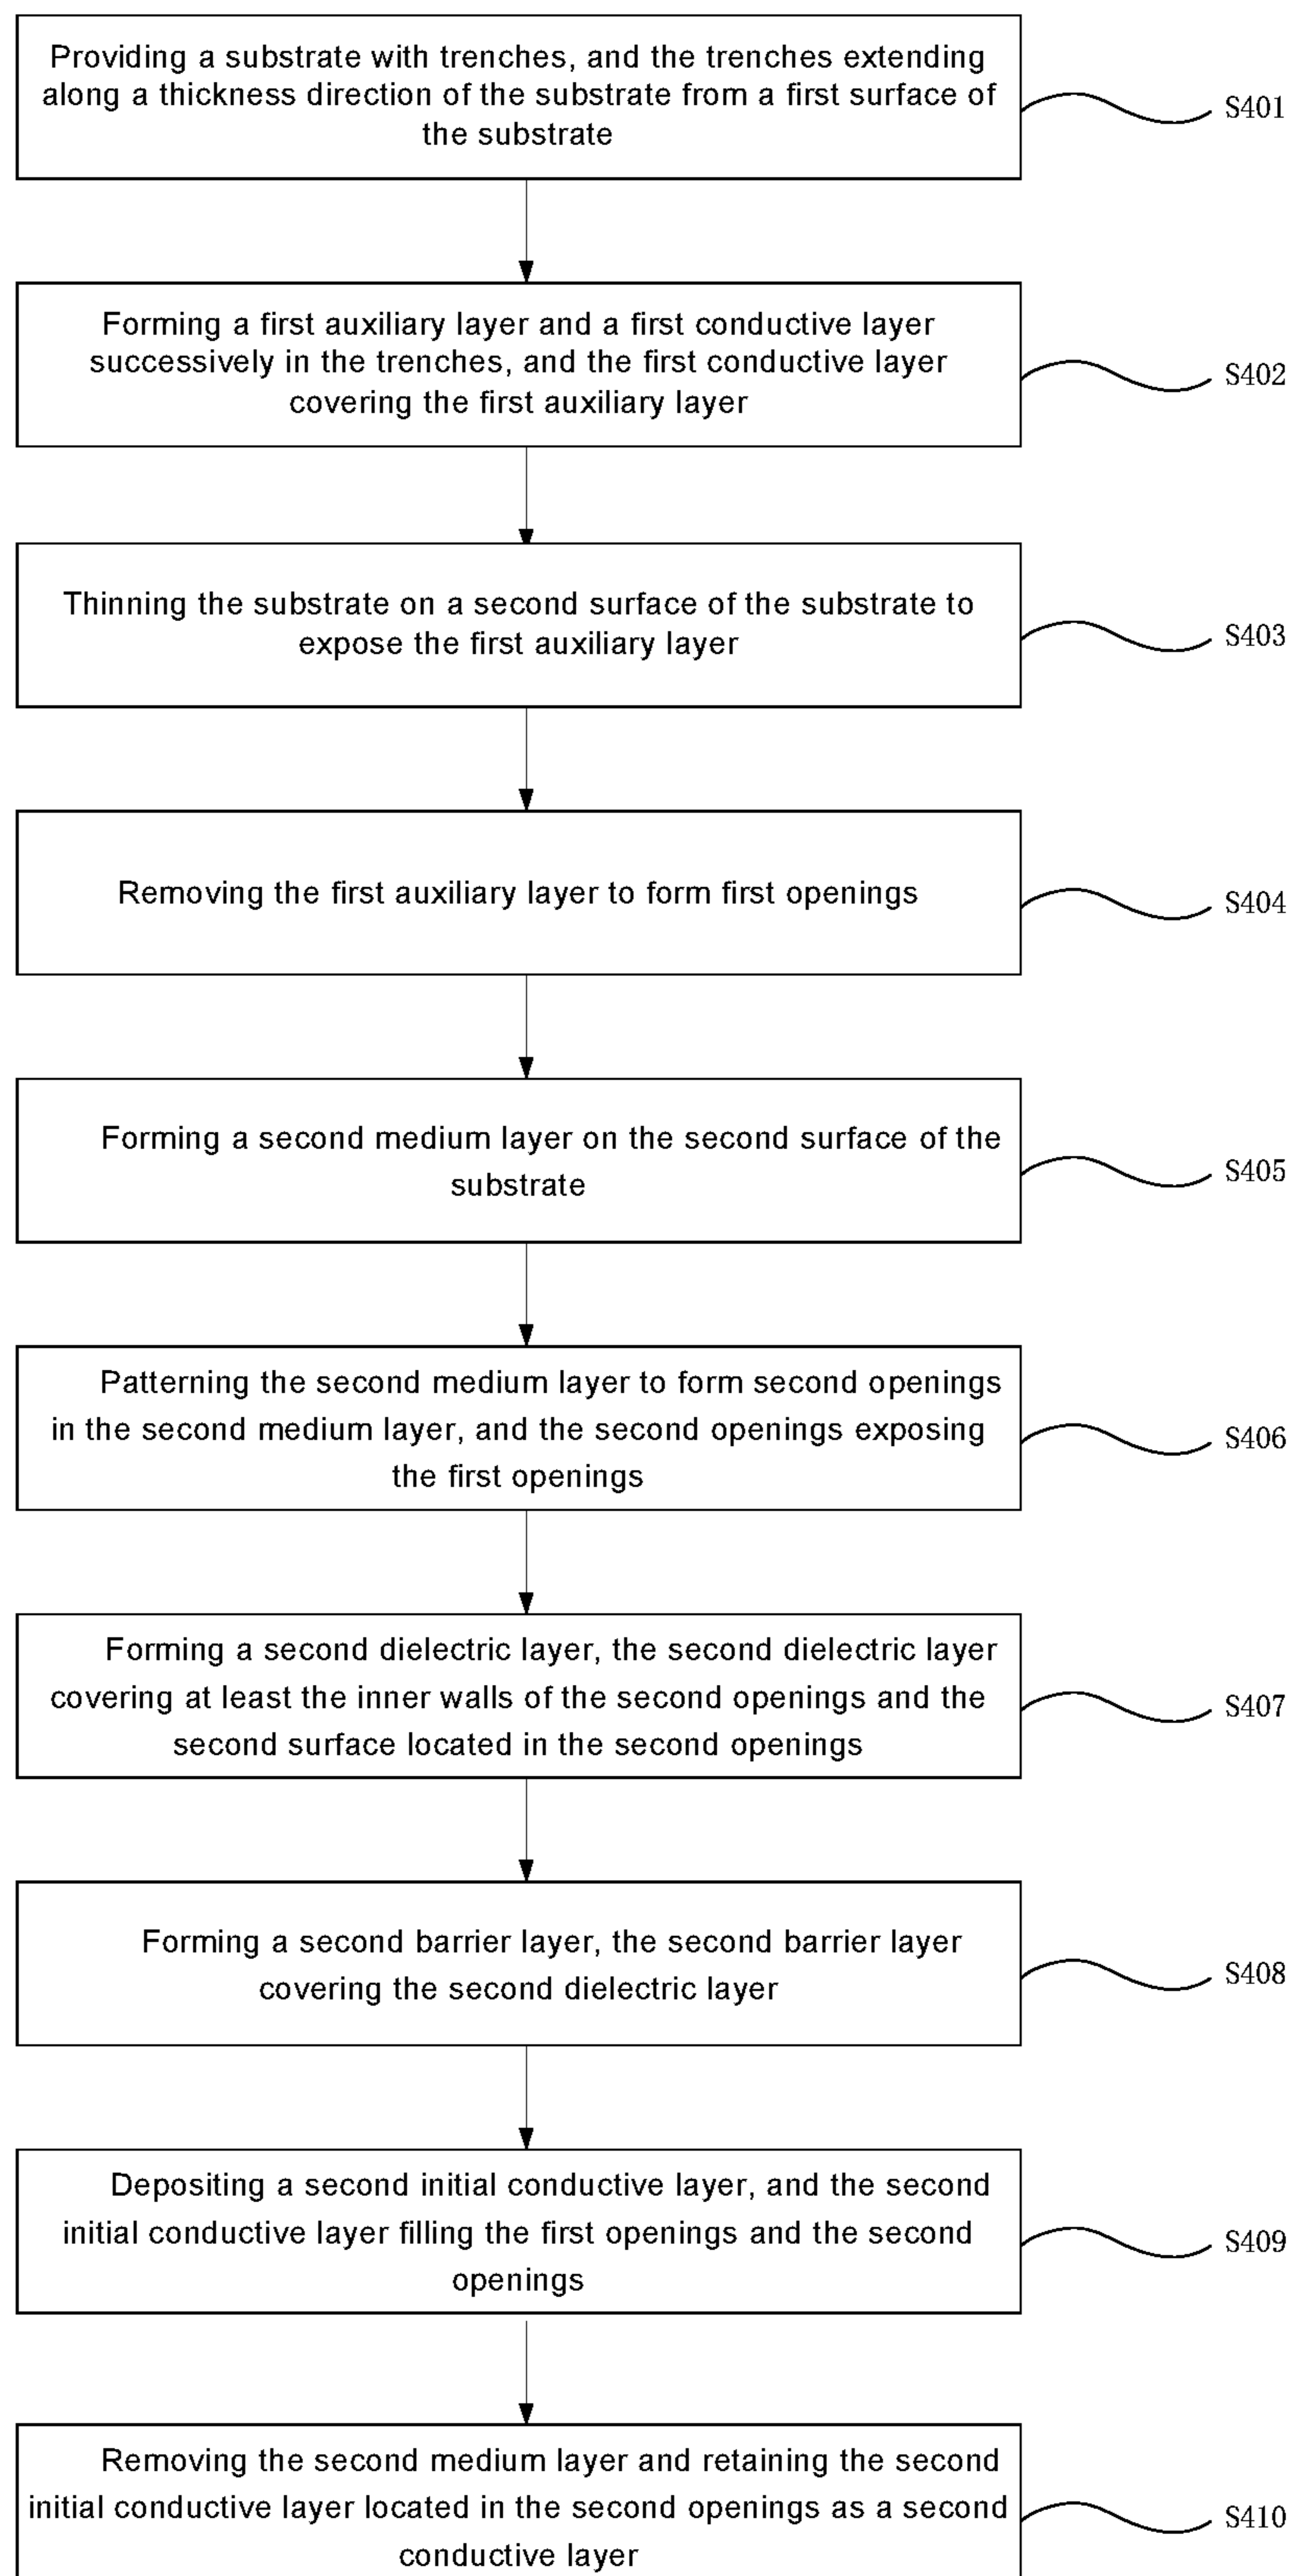 Providing a substrate with trenches, and the trenches extending
along a thickness direction of the substrate from a first surface of
the substrate
S401
Forming a first auxiliary layer and a first conductive layer
successively in the trenches, and the first conductive layer
covering the first auxiliary layer
S402
Thinning the substrate on a second surface of the substrate to
expose the first auxiliary layer
S403
Removing the first auxiliary layer to form first openings
S404
Forming a second medium layer on the second surface of the
substrate
S405
Patterning the second medium layer to form second openings
in the second medium layer, and the second openings exposing
the first openings
S406
Forming a second dielectric layer, the second dielectric layer
covering at least the inner walls of the second openings and the
second surface located in the second openings
S407
Forming a second barrier layer, the second barrier layer
covering the second dielectric layer
S408
Depositing a second initial conductive layer, and the second
initial conductive layer filling the first openings and the second
openings
S409
Removing the second medium layer and retaining the second
initial conductive layer located in the second openings as a second
conductive layer
S410